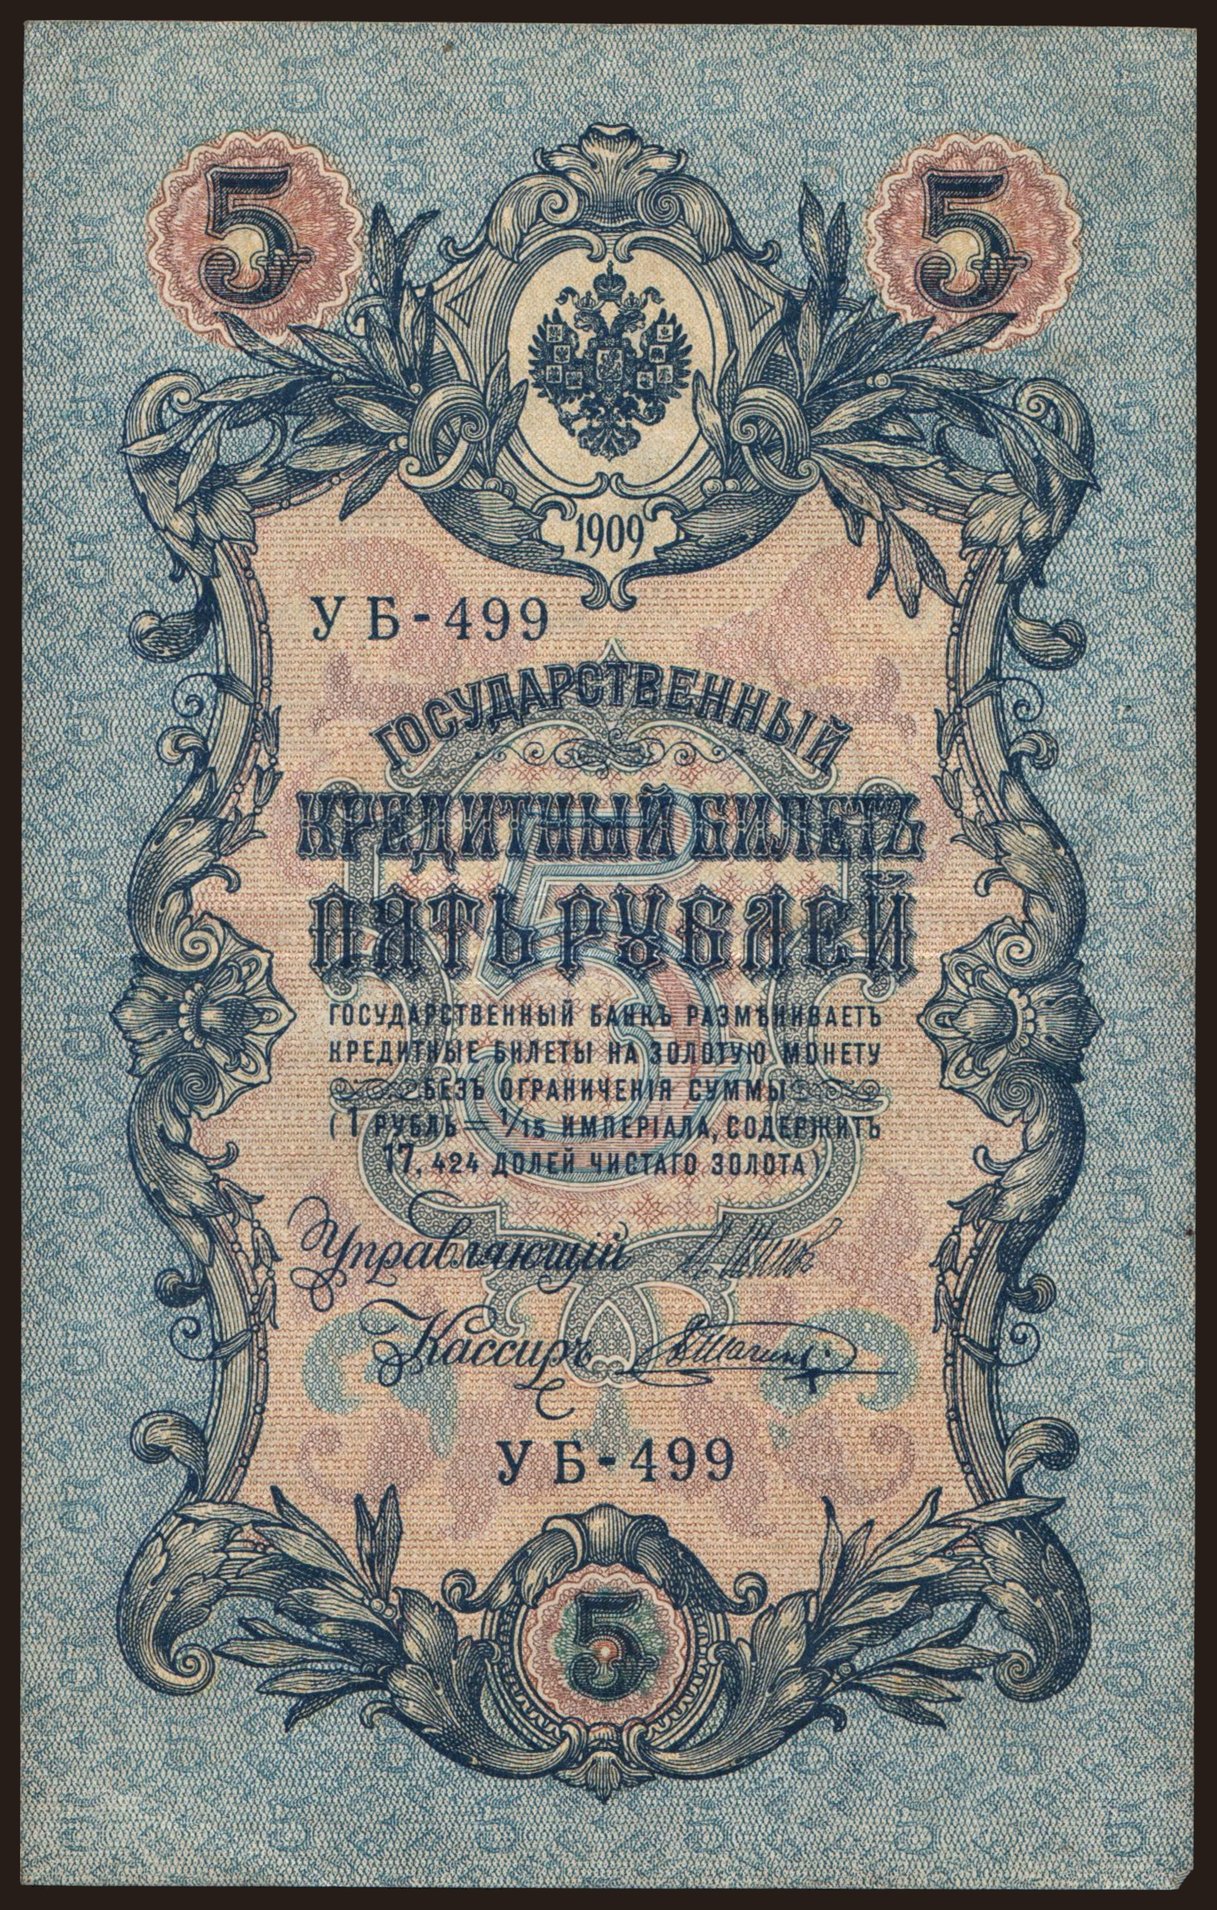 5 5
1909
УБ-499
ГОСУДАРСТВЕННЫЙ
КРЕДИТНЫЙ БИЛЕТЪ
ПЯТЬ РУБЛЕЙ
5
ГОСУДАРСТВЕННЫЙ БАНКЪ РАЗМѢНИВАЕТЪ
КРЕДИТНЫЕ БИЛЕТЫ НА ЗОЛОТУЮ МОНЕТУ
БЕЗЪ ОГРАНИЧЕНІЯ СУММЫ
(1 РУБЛЬ = 1/15 ИМПЕРІАЛА, СОДЕРЖИТЪ
17,424 ДОЛЕЙ ЧИСТАГО ЗОЛОТА).
Управляющій
Кассиръ
УБ-499
5